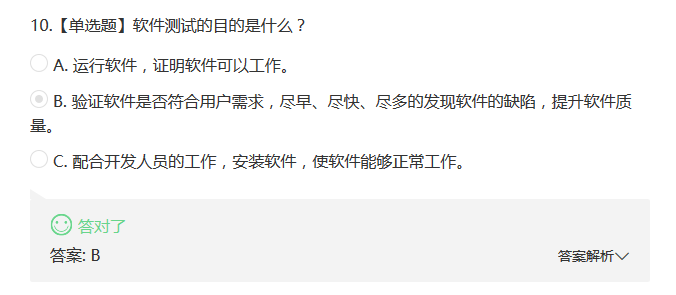 10.【单选题】软件测试的目的是什么？
A. 运行软件，证明软件可以工作。
B. 验证软件是否符合用户需求，尽早、尽快、尽多的发现软件的缺陷，提升软件质
量。
C. 配合开发人员的工作，安装软件，使软件能够正常工作。
答对了
答案: B
答案解析